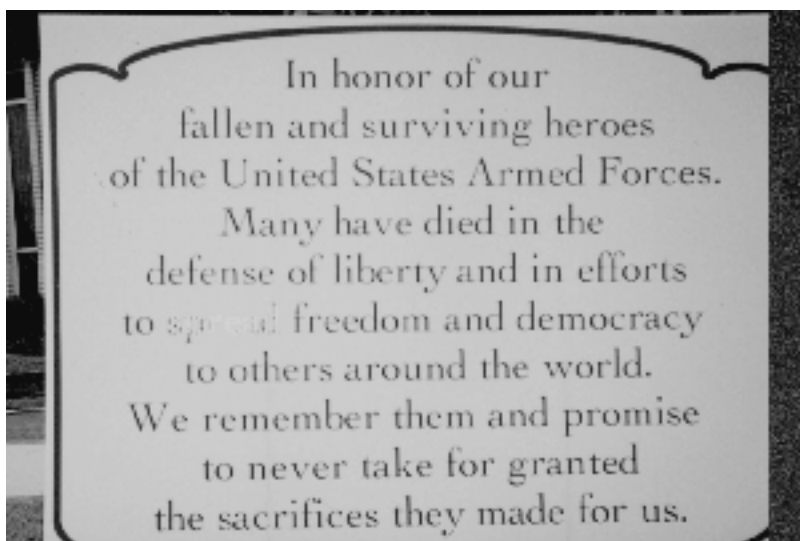 In honor of our
fallen and surviving heroes
of the United States Armed Forces.
Many have died in the
defense of liberty and in efforts
to spread freedom and democracy
to others around the world.
We remember them and promise
to never take for granted
the sacrifices they made for us.